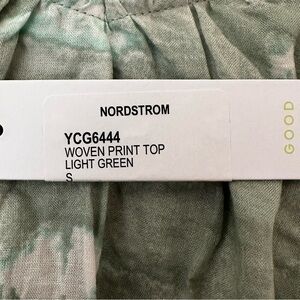 NORDSTROM
YCG6444
WOVEN PRINT TOP
LIGHT GREEN
S
GOOD